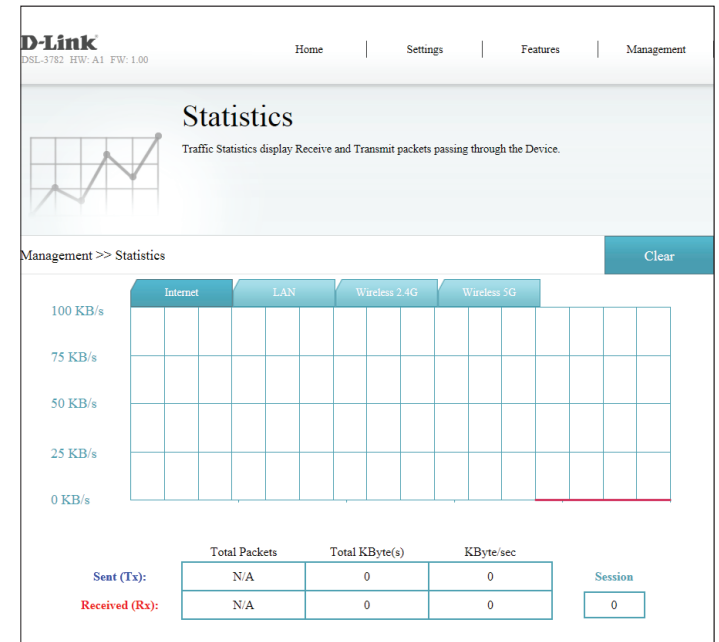 D-Link
DSL-3782 HW: A1 FW: 1.00
Home Settings Features Management
Statistics
Traffic Statistics display Receive and Transmit packets passing through the Device.
Management >> Statistics
Clear
Internet LAN Wireless 2.4G Wireless 5G
100 KB/s
75 KB/s
50 KB/s
25 KB/s
0 KB/s
Total Packets Total KByte(s) KByte/sec
Sent (Tx): N/A 0 0 Session
Received (Rx): N/A 0 0 0